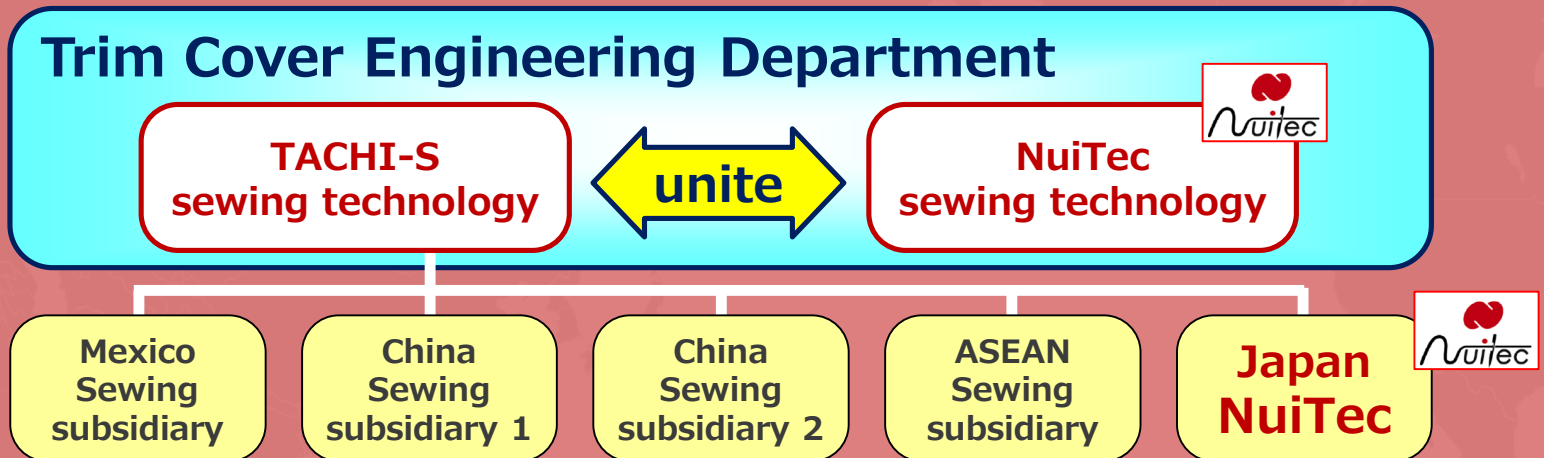 Trim Cover Engineering Department
Nuitec
TACHI-S
sewing technology
unite
NuiTec
sewing technology
Mexico
Sewing
subsidiary
China
Sewing
subsidiary 1
China
Sewing
subsidiary 2
ASEAN
Sewing
subsidiary
Japan
NuiTec
Nuitec